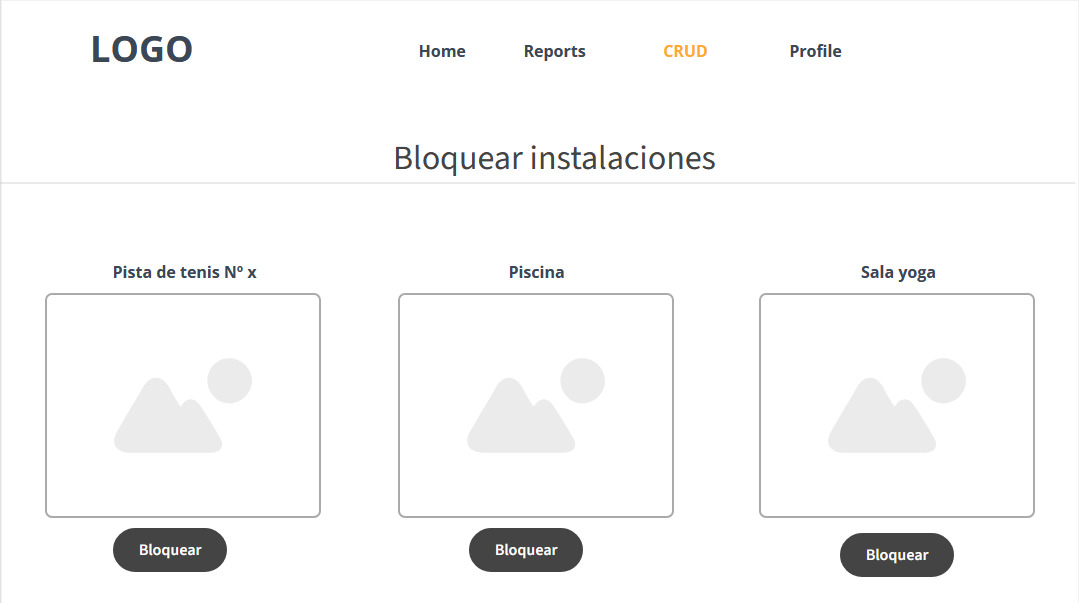 LOGO
Home Reports CRUD Profile
Bloquear instalaciones
Pista de tenis Nº x Piscina Sala yoga
Bloquear Bloquear Bloquear